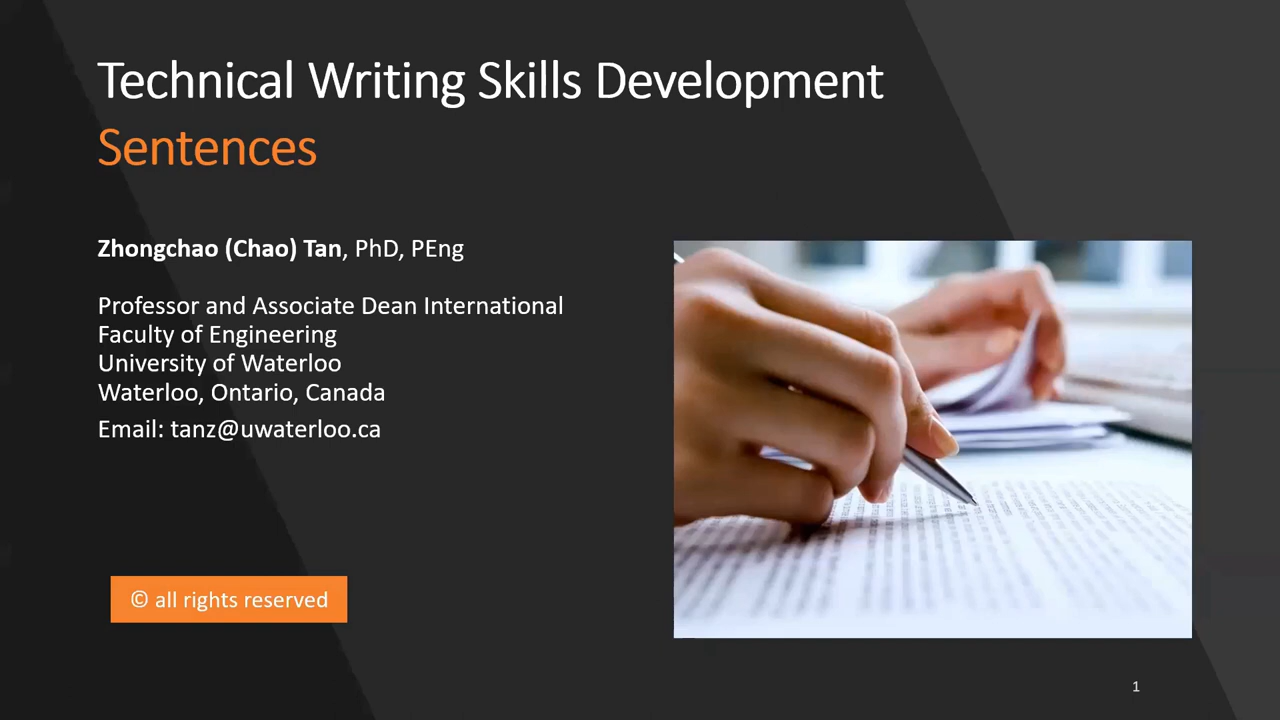 Technical Writing Skills Development
Sentences
Zhongchao (Chao) Tan, PhD, PEng
Professor and Associate Dean International
Faculty of Engineering
University of Waterloo
Waterloo, Ontario, Canada
Email: tanz@uwaterloo.ca
© all rights reserved
1